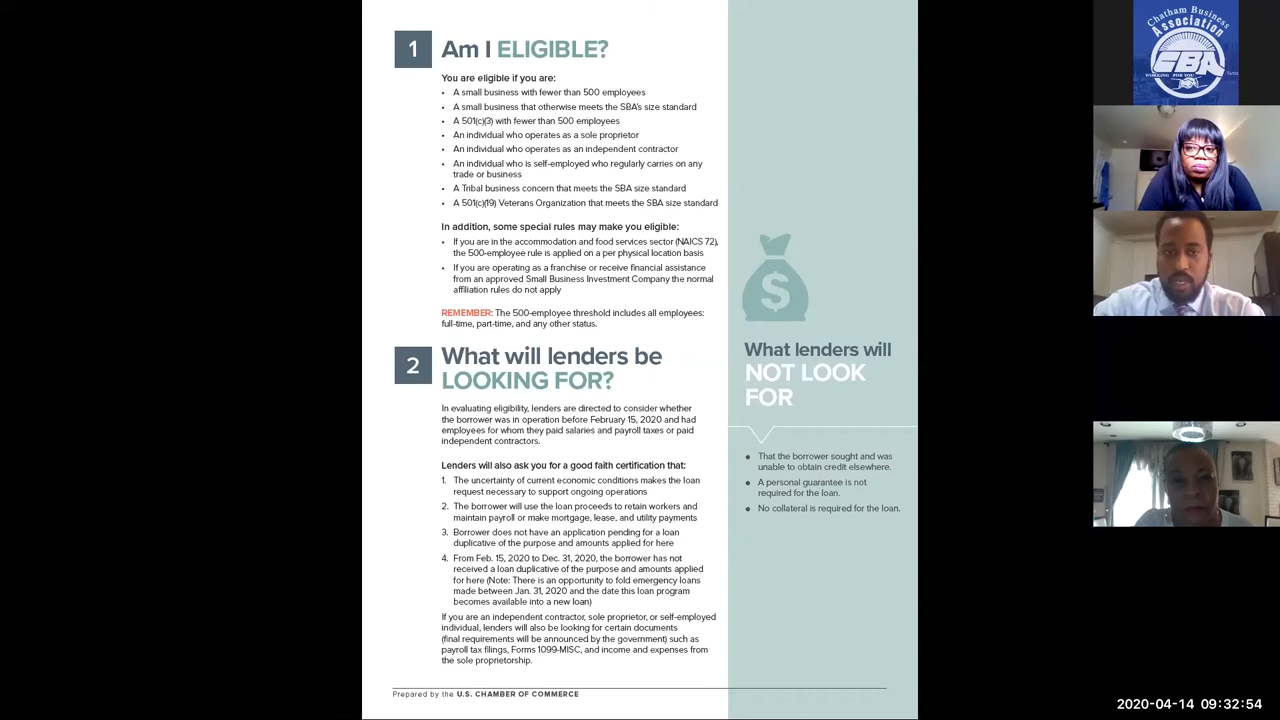 1
Am I ELIGIBLE?
You are eligible if you are:
• A small business with fewer than 500 employees
• A small business that otherwise meets the SBA's size standard
• A 501(c)(3) with fewer than 500 employees
• An individual who operates as a sole proprietor
• An individual who operates as an independent contractor
• An individual who is self-employed who regularly carries on any
trade or business
• A Tribal business concern that meets the SBA size standard
• A 501(c)(19) Veterans Organization that meets the SBA size standard
In addition, some special rules may make you eligible:
• If you are in the accommodation and food services sector (NAICS 72),
the 500-employee rule is applied on a per physical location basis
• If you are operating as a franchise or receive financial assistance
from an approved Small Business Investment Company the normal
affiliation rules do not apply
REMEMBER: The 500-employee threshold includes all employees:
full-time, part-time, and any other status.
2
What will lenders be
LOOKING FOR?
In evaluating eligibility, lenders are directed to consider whether
the borrower was in operation before February 15, 2020 and had
employees for whom they paid salaries and payroll taxes or paid
independent contractors.
Lenders will also ask you for a good faith certification that:
1. The uncertainty of current economic conditions makes the loan
request necessary to support ongoing operations
2. The borrower will use the loan proceeds to retain workers and
maintain payroll or make mortgage, lease, and utility payments
3. Borrower does not have an application pending for a loan
duplicative of the purpose and amounts applied for here
4. From Feb. 15, 2020 to Dec. 31, 2020, the borrower has not
received a loan duplicative of the purpose and amounts applied
for here (Note: There is an opportunity to fold emergency loans
made between Jan. 31, 2020 and the date this loan program
becomes available into a new loan)
If you are an independent contractor, sole proprietor, or self-employed
individual, lenders will also be looking for certain documents
(final requirements will be announced by the government) such as
payroll tax filings, Forms 1099-MISC, and income and expenses from
the sole proprietorship.
Prepared by the U.S. CHAMBER OF COMMERCE
$
What lenders will
NOT LOOK
FOR
• That the borrower sought and was
unable to obtain credit elsewhere.
• A personal guarantee is not
required for the loan.
• No collateral is required for the loan.
Chatham Business
Association
CBA
WORKING FOR YOU
2020-04-14 09:32:54